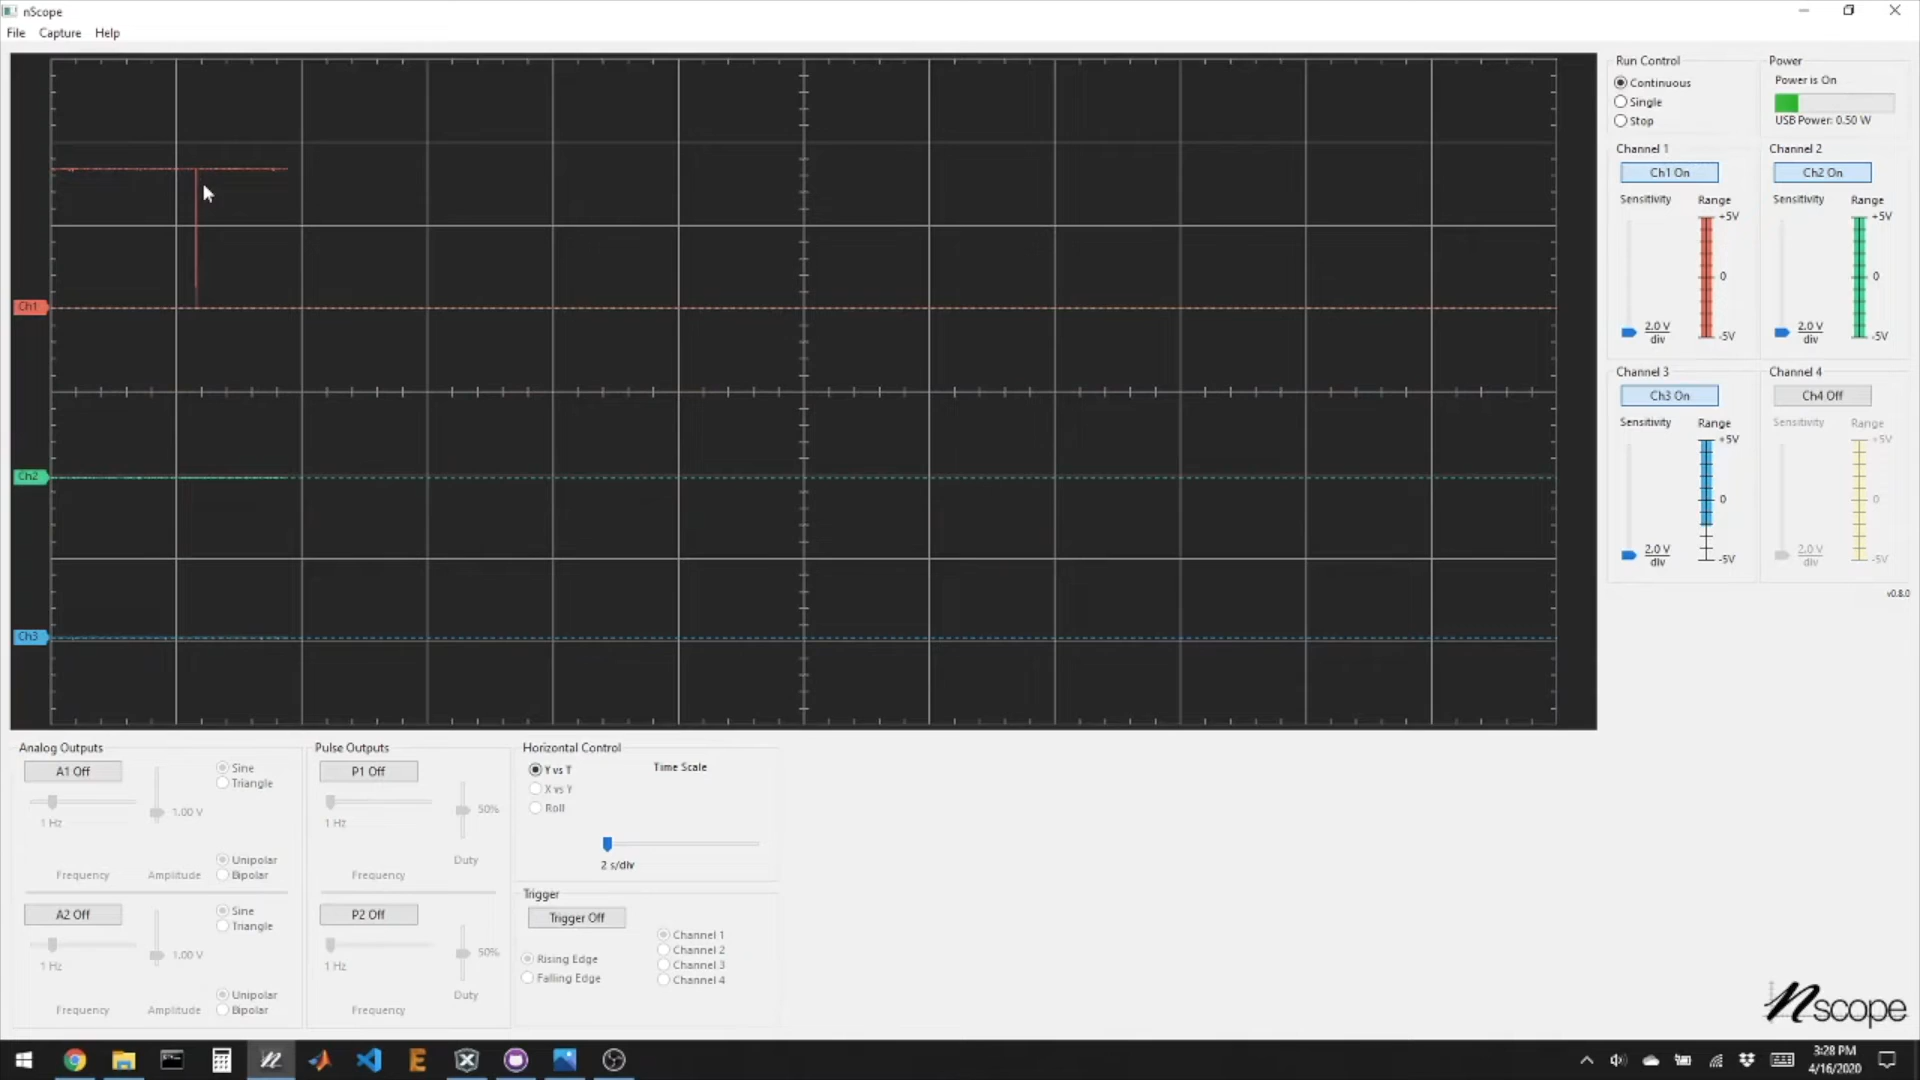 nScope
File Capture Help
Ch1
Ch2
Ch3
Run Control
Continuous
Single
Stop
Power
Power is On
USB Power: 0.50 W
Channel 1
Ch1 On
Sensitivity Range
+5V
0
-5V
2.0 V
div
Channel 2
Ch2 On
Sensitivity Range
+5V
0
-5V
2.0 V
div
Channel 3
Ch3 On
Sensitivity Range
+5V
0
-5V
2.0 V
div
Channel 4
Ch4 Off
Sensitivity Range
+5V
0
-5V
2.0 V
div
v0.8.0
Analog Outputs
A1 Off
Sine
Triangle
1.00 V
1 Hz
Unipolar
Bipolar
Frequency Amplitude
A2 Off
Sine
Triangle
1.00 V
1 Hz
Unipolar
Bipolar
Frequency Amplitude
Pulse Outputs
P1 Off
50%
1 Hz
Duty
Frequency
P2 Off
50%
1 Hz
Duty
Frequency
Horizontal Control
Y vs T
X vs Y
Roll
Time Scale
2 s/div
Trigger
Trigger Off
Rising Edge
Falling Edge
Channel 1
Channel 2
Channel 3
Channel 4
nscope
3:28 PM
4/16/2020